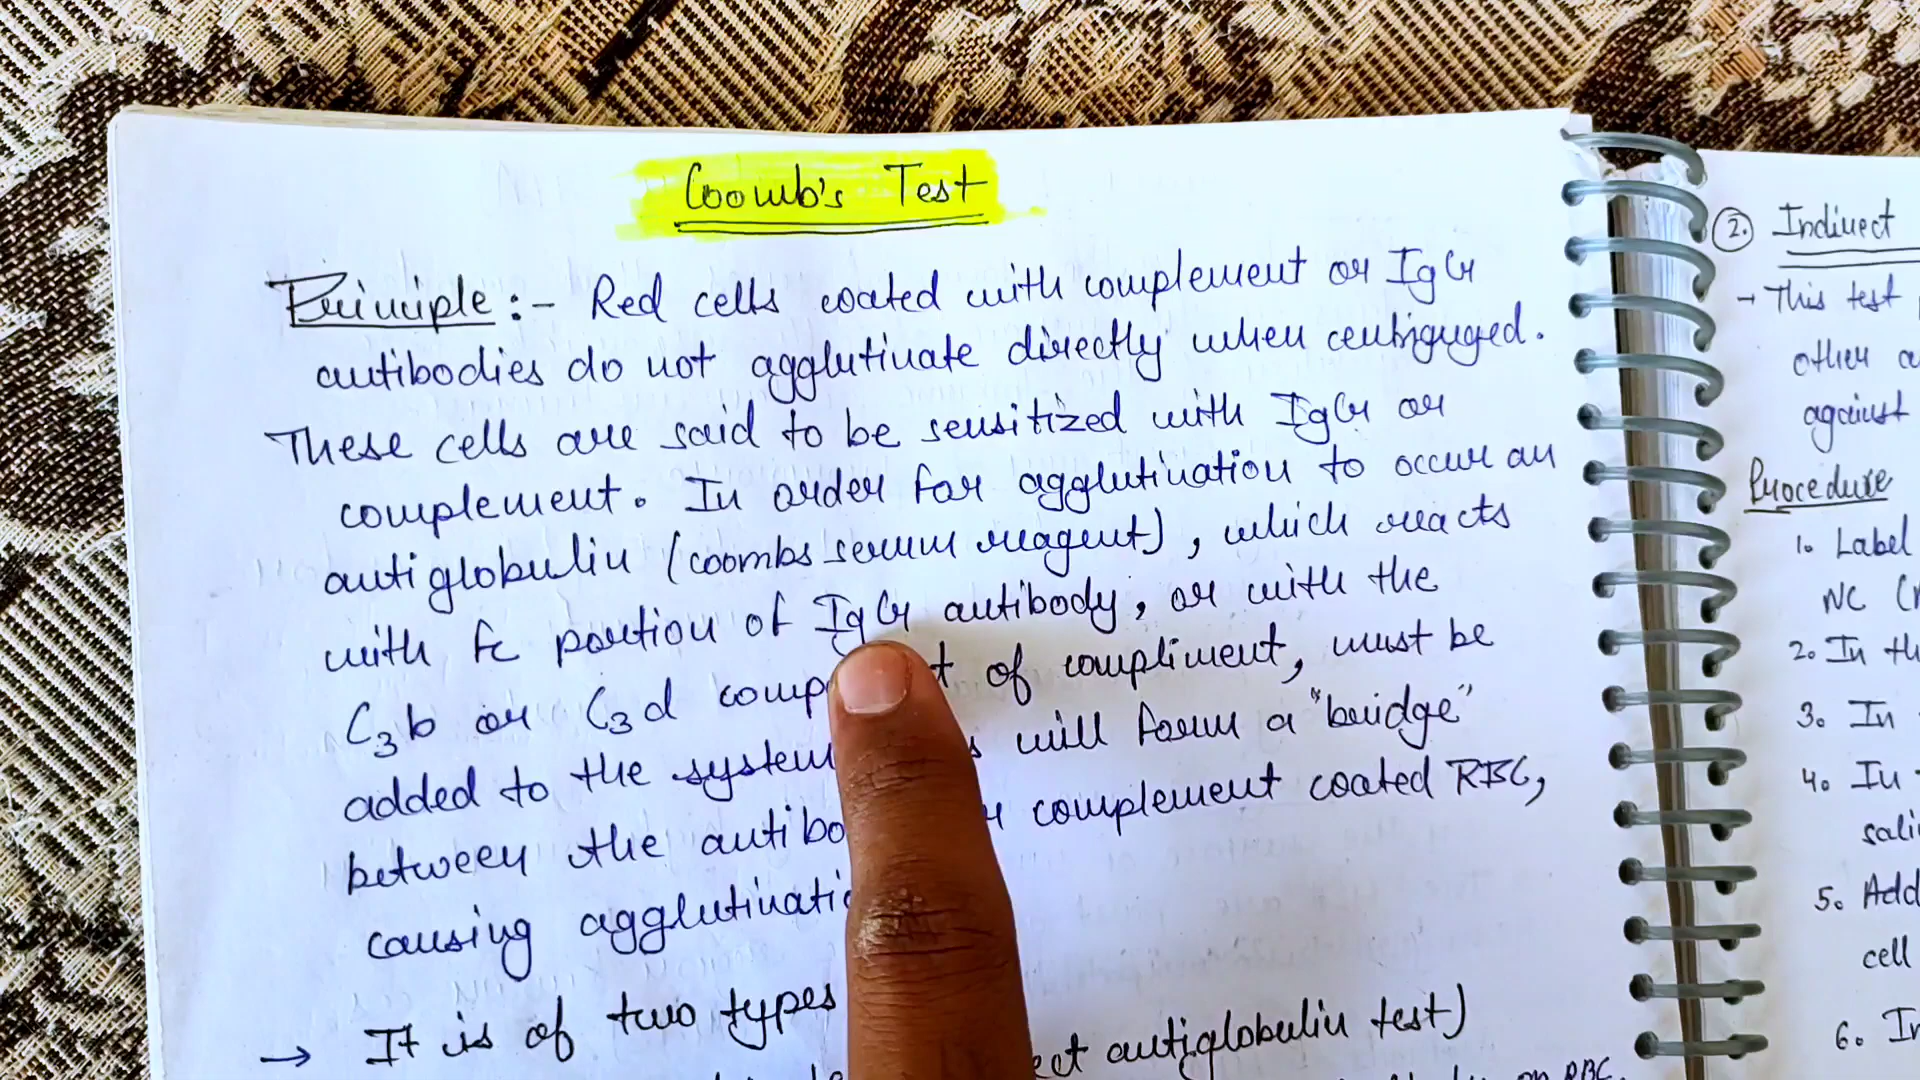 Coomb's Test
Principle :- Red cells coated with complement or IgG
antibodies do not agglutinate directly when centrifuged.
These cells are said to be sensitized with IgG or
complement. In order for agglutination to occur an
antiglobulin (coombs serum reagent), which reacts
with fc portion of IgG antibody, or with the
C3b or C3d of compliment, must be
added to the system will form a "bridge"
between the complement coated RBC,
causing
→ It is of two types antiglobulin test)
on RBC.
2. Indirect
→ This test
other
against
Procedure
1. Label
NC
2. In
3. In
4. In
5. Add
cell
6. In